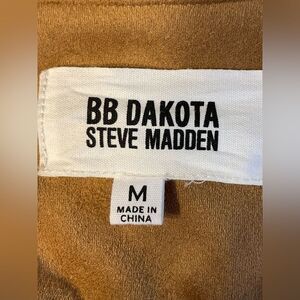 BB DAKOTA
STEVE MADDEN
M
MADE IN
CHINA